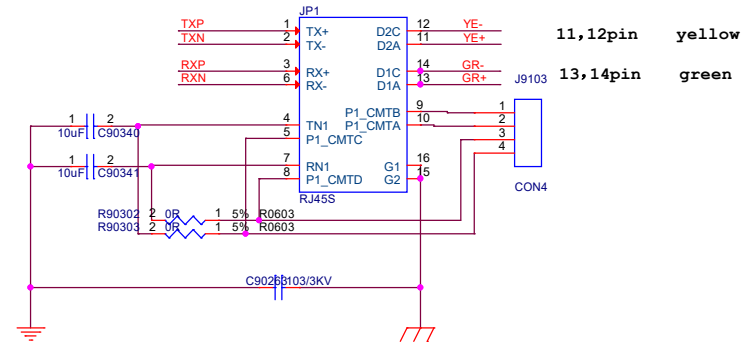 JP1
TXP 1 TX+ D2C 12 YE-
TXN 2 TX- D2A 11 YE+
11,12pin yellow
RXP 3 RX+ D1C 14 GR-
RXN 6 RX- D1A 13 GR+
13,14pin green
J9103
P1_CMTB 9 1
4 TN1 P1_CMTA 10 2
5 P1_CMTC 3
4
1 2
10uF C90340
7 RN1 G1 16
8 P1_CMTD G2 15
1 2
10uF C90341
CON4
RJ45S
R90302 2 0R 1 5% R0603
R90303 2 0R 1 5% R0603
C90263 103/3KV